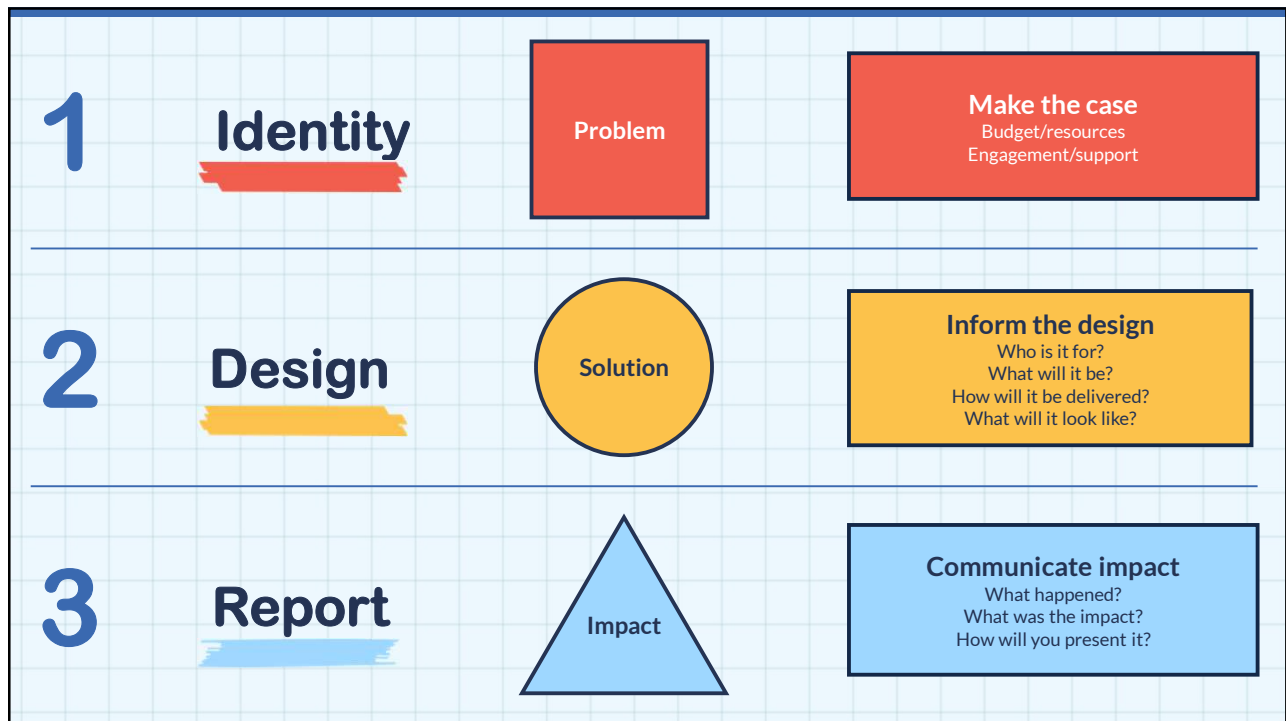 1
Identity
Problem
Make the case
Budget/resources
Engagement/support
2
Design
Solution
Inform the design
Who is it for?
What will it be?
How will it be delivered?
What will it look like?
3
Report
Impact
Communicate impact
What happened?
What was the impact?
How will you present it?